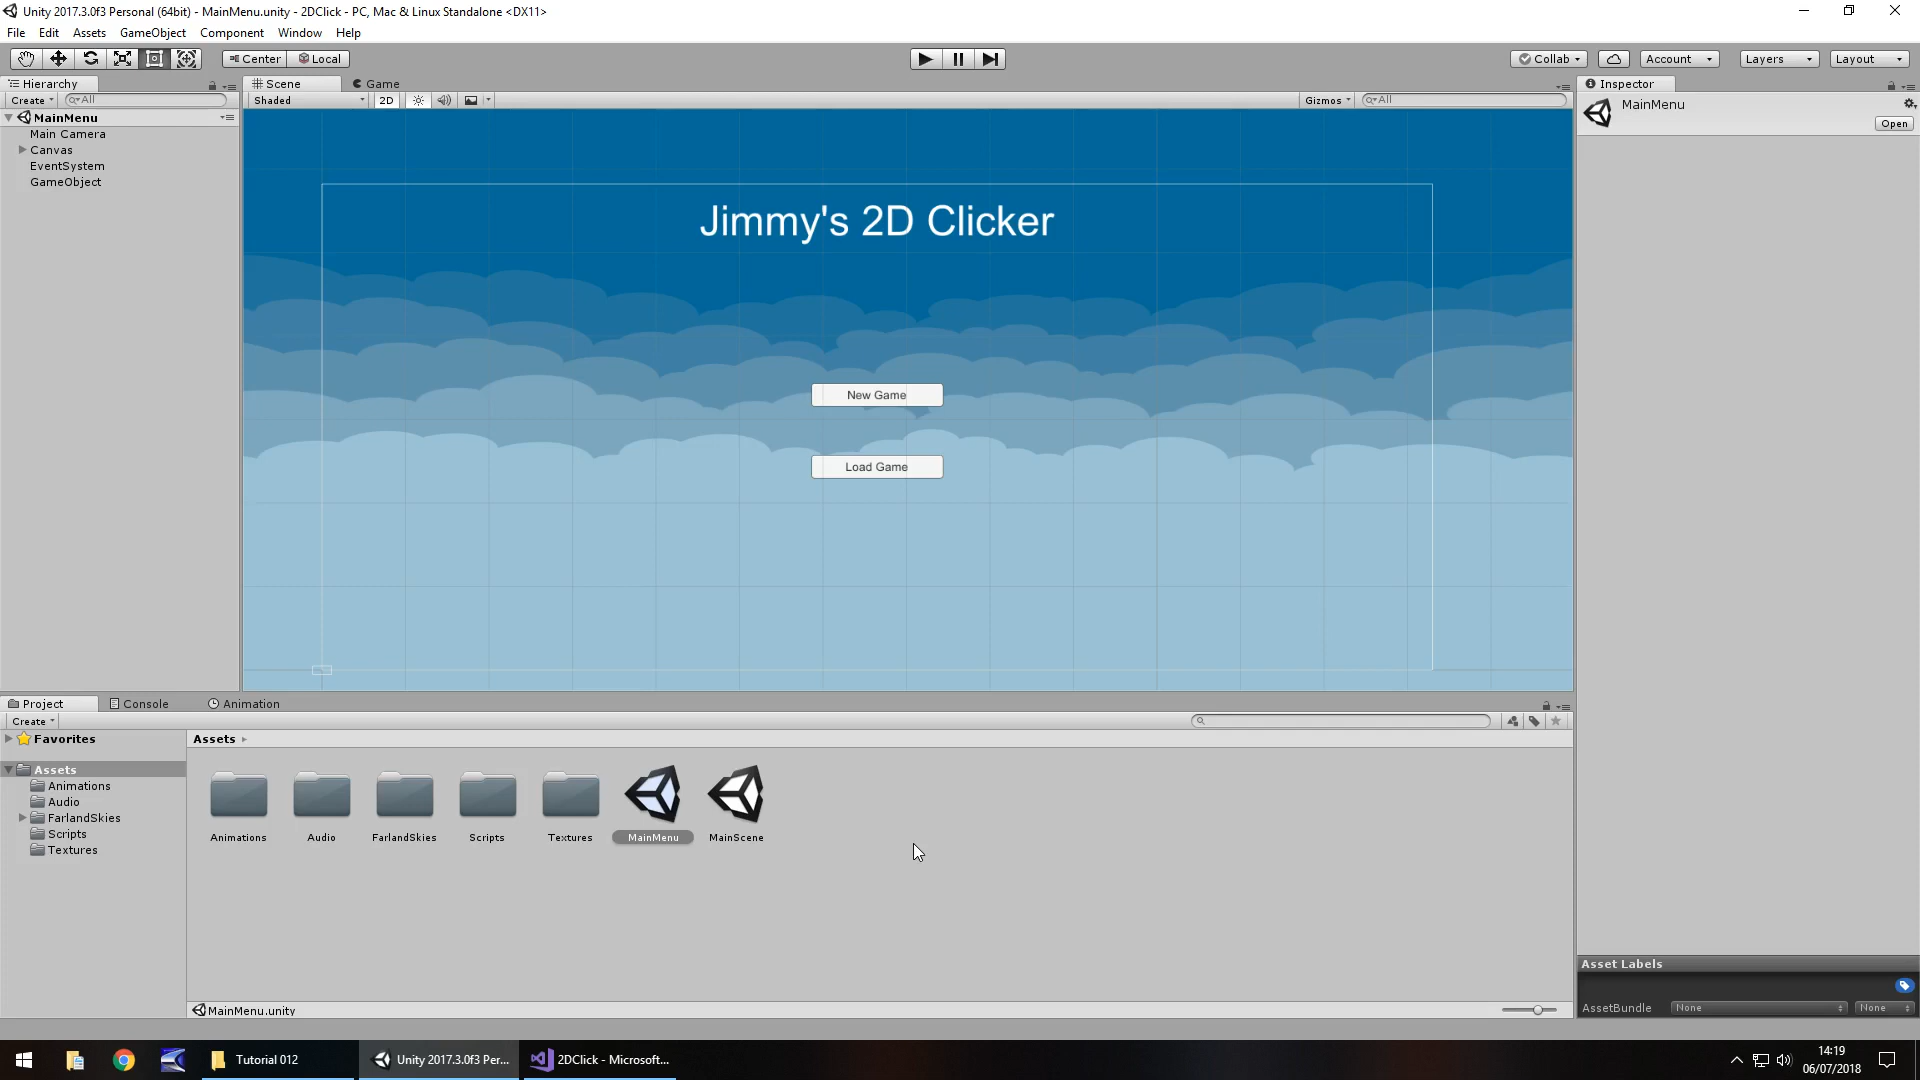 Unity 2017.3.0f3 Personal (64bit) - MainMenu.unity - 2DClick - PC, Mac & Linux Standalone <DX11>
File Edit Assets GameObject Component Window Help
Center Local Collab Account Layers Layout
Hierarchy
Create All
MainMenu
Main Camera
Canvas
EventSystem
GameObject
Scene Game
Shaded 2D Gizmos All
Jimmy's 2D Clicker
New Game
Load Game
Inspector
MainMenu
Open
Project Console Animation
Create
Favorites
Assets
Animations
Audio
FarlandSkies
Scripts
Textures
Assets
Animations Audio FarlandSkies Scripts Textures MainMenu MainScene
MainMenu.unity
Asset Labels
AssetBundle None None
Tutorial 012 Unity 2017.3.0f3 Per... 2DClick - Microsoft...
14:19
06/07/2018